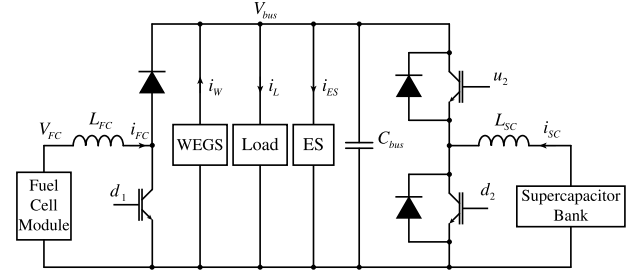 V_bus
i_W
i_L
i_ES
u_2
L_FC
V_FC
i_FC
WEGS
Load
ES
C_bus
L_SC
i_SC
Fuel
Cell
Module
d_1
d_2
Supercapacitor
Bank